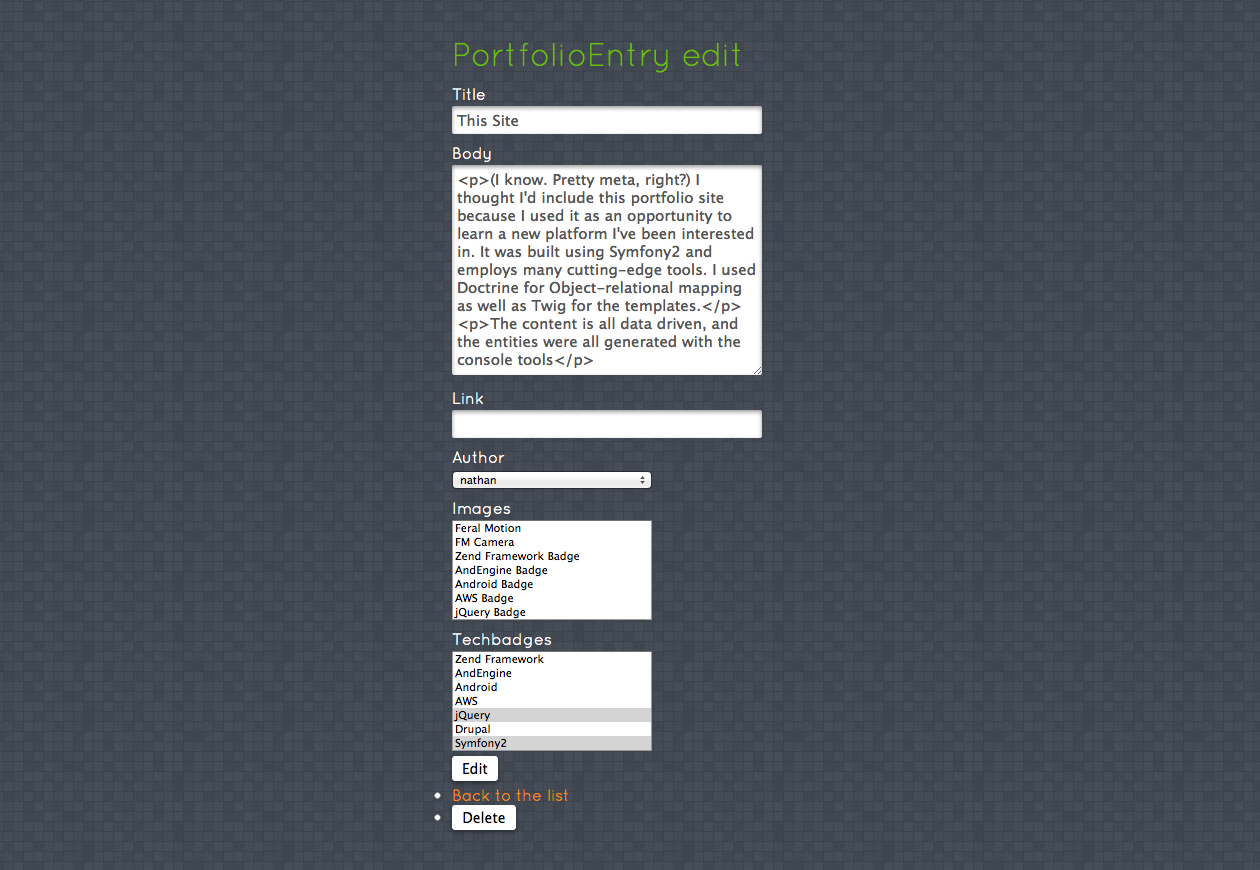 PortfolioEntry edit
Title
This Site
Body
<p>(I know. Pretty meta, right?) I
thought I'd include this portfolio site
because I used it as an opportunity to
learn a new platform I've been interested
in. It was built using Symfony2 and
employs many cutting-edge tools. I used
Doctrine for Object-relational mapping
as well as Twig for the templates.</p>
<p>The content is all data driven, and
the entities were all generated with the
console tools</p>
Link
Author
nathan
Images
Feral Motion
FM Camera
Zend Framework Badge
AndEngine Badge
Android Badge
AWS Badge
jQuery Badge
Techbadges
Zend Framework
AndEngine
Android
AWS
jQuery
Drupal
Symfony2
Edit
Back to the list
Delete